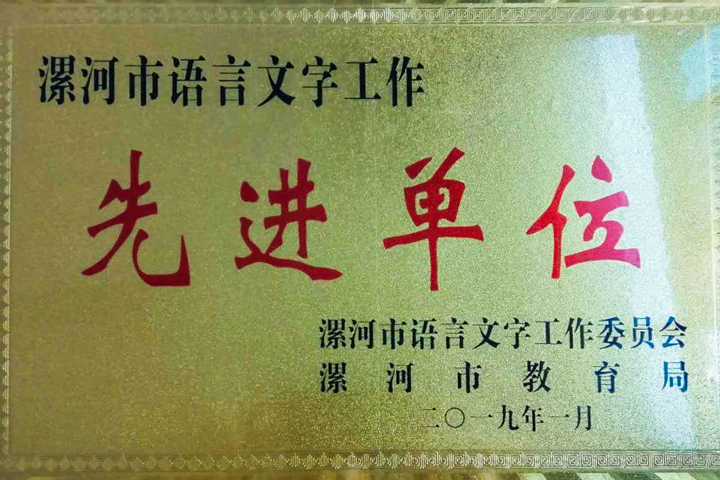 漯河市语言文字工作
先进单位
漯河市语言文字工作委员会
漯河市教育局
二〇一九年一月